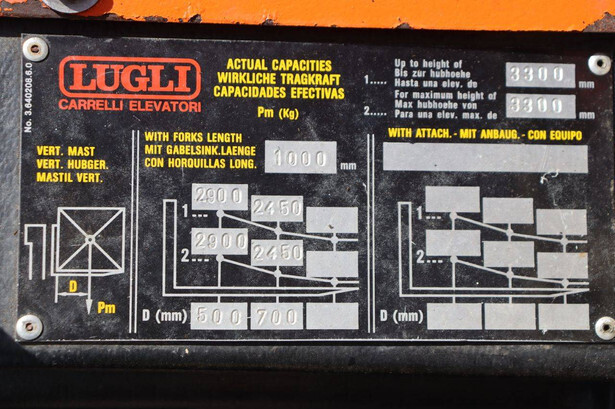 No. 3.640208.6.0
LUGLI
CARRELLI ELEVATORI
ACTUAL CAPACITIES
WIRKLICHE TRAGKRAFT
CAPACIDADES EFECTIVAS
Pm (Kg)
Up to height of
Bis zur hubhoehe
1..... Hasta una elev. de 3300 mm
For maximum height of
Max hubhoehe von
2..... Para una elev. max. de 3300 mm
VERT. MAST
VERT. HUBGER.
MASTIL VERT.
D
Pm
WITH FORKS LENGTH
MIT GABELSINK.LAENGE
CON HORQUILLAS LONG. 1000 mm
1.... 2900 2450
2.... 2900 2450
D (mm) 500 700
WITH ATTACH. - MIT ANBAUG. - CON EQUIPO
1....
2....
D (mm)